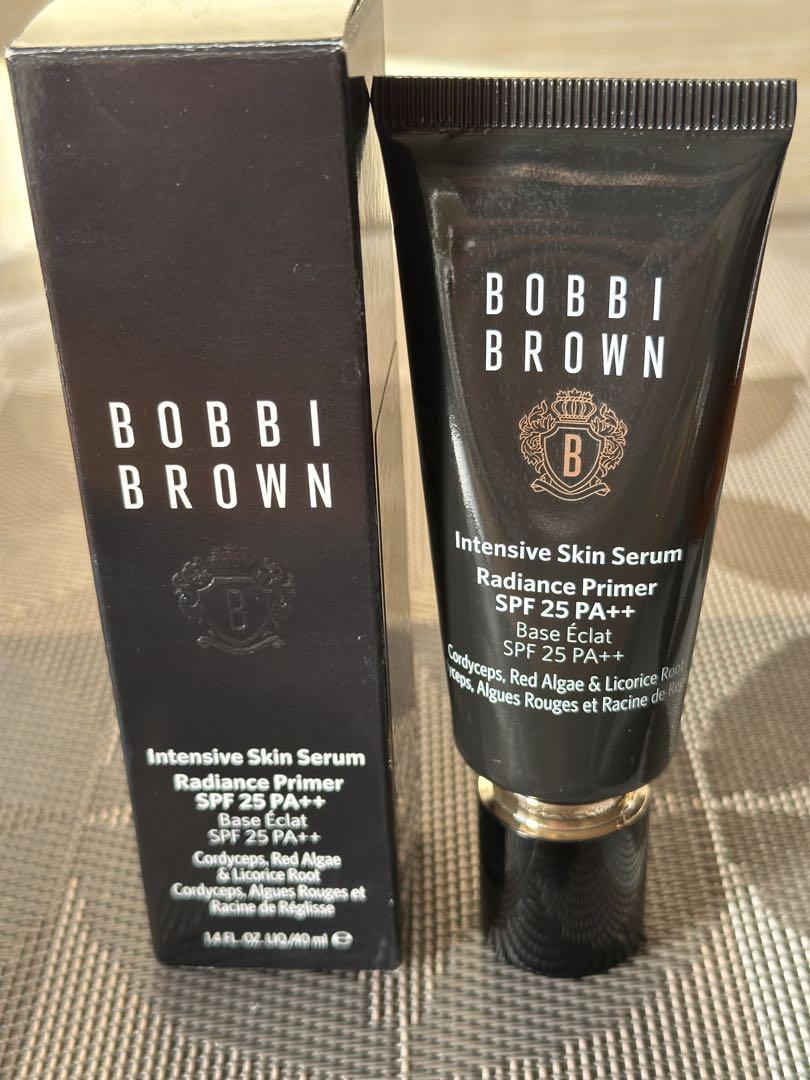 BOBBI
BROWN
B
Intensive Skin Serum
Radiance Primer
SPF 25 PA++
Base Éclat
SPF 25 PA++
Cordyceps, Red Algae
& Licorice Root
Cordyceps, Algues Rouges et
Racine de Réglisse
1.4 FL. OZ. LIQ./40 ml e
BOBBI
BROWN
B
Intensive Skin Serum
Radiance Primer
SPF 25 PA++
Base Éclat
SPF 25 PA++
Cordyceps, Red Algae & Licorice Root
yceps, Algues Rouges et Racine de Rég